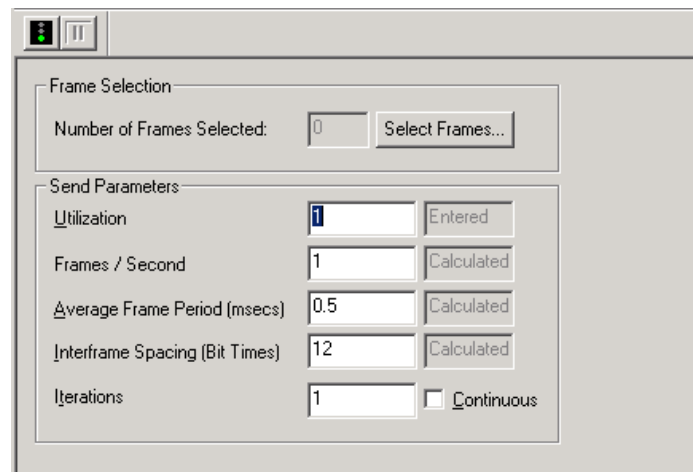 Frame Selection
Number of Frames Selected: 0 Select Frames...
Send Parameters
Utilization 1 Entered
Frames / Second 1 Calculated
Average Frame Period (msecs) 0.5 Calculated
Interframe Spacing (Bit Times) 12 Calculated
Iterations 1 Continuous